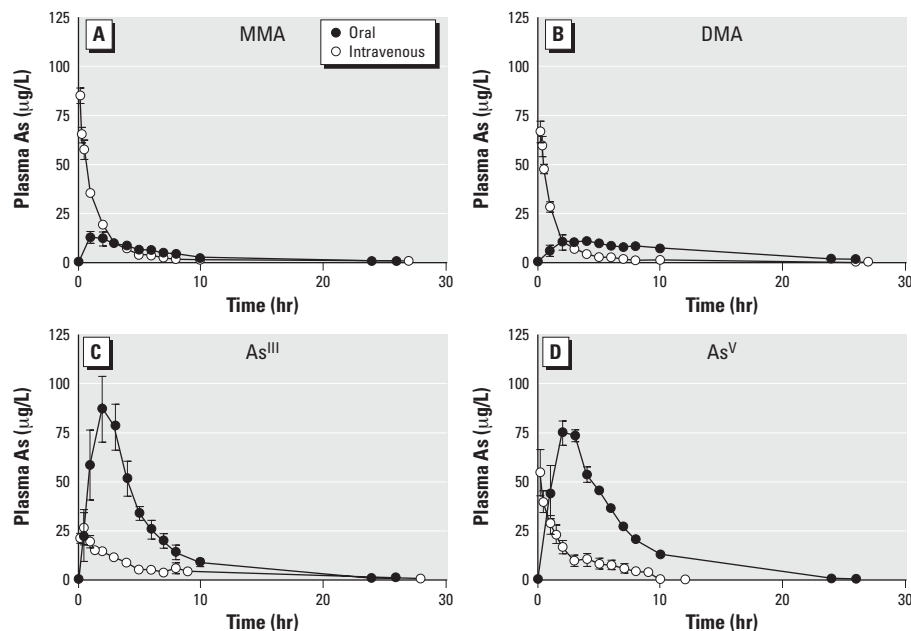 A
MMA
Oral
Intravenous
Plasma As (μg/L)
125
100
75
50
25
0
0
10
20
30
Time (hr)
B
DMA
Plasma As (μg/L)
125
100
75
50
25
0
0
10
20
30
Time (hr)
C
AsIII
Plasma As (μg/L)
125
100
75
50
25
0
0
10
20
30
Time (hr)
D
AsV
Plasma As (μg/L)
125
100
75
50
25
0
0
10
20
30
Time (hr)